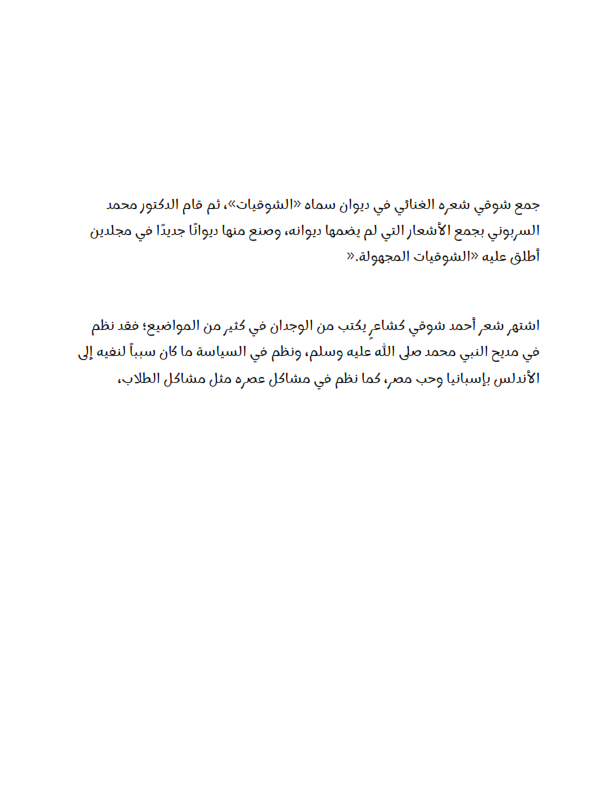 جمع شوقي شعره الغنائي في ديوان سماه «الشوقيات»، ثم قام الدكتور محمد
السربوني بجمع الأشعار التي لم يضمها ديوانه، وصنع منها ديوانًا جديدًا في مجلدين
أطلق عليه «الشوقيات المجهولة.«
اشتهر شعر أحمد شوقي كشاعرٍ يكتب من الوجدان في كثير من المواضيع؛ فقد نظم
في مديح النبي محمد صلى الله عليه وسلم، ونظم في السياسة ما كان سبباً لنفيه إلى
الأندلس بإسبانيا وحب مصر، كما نظم في مشاكل عصره مثل مشاكل الطلاب،